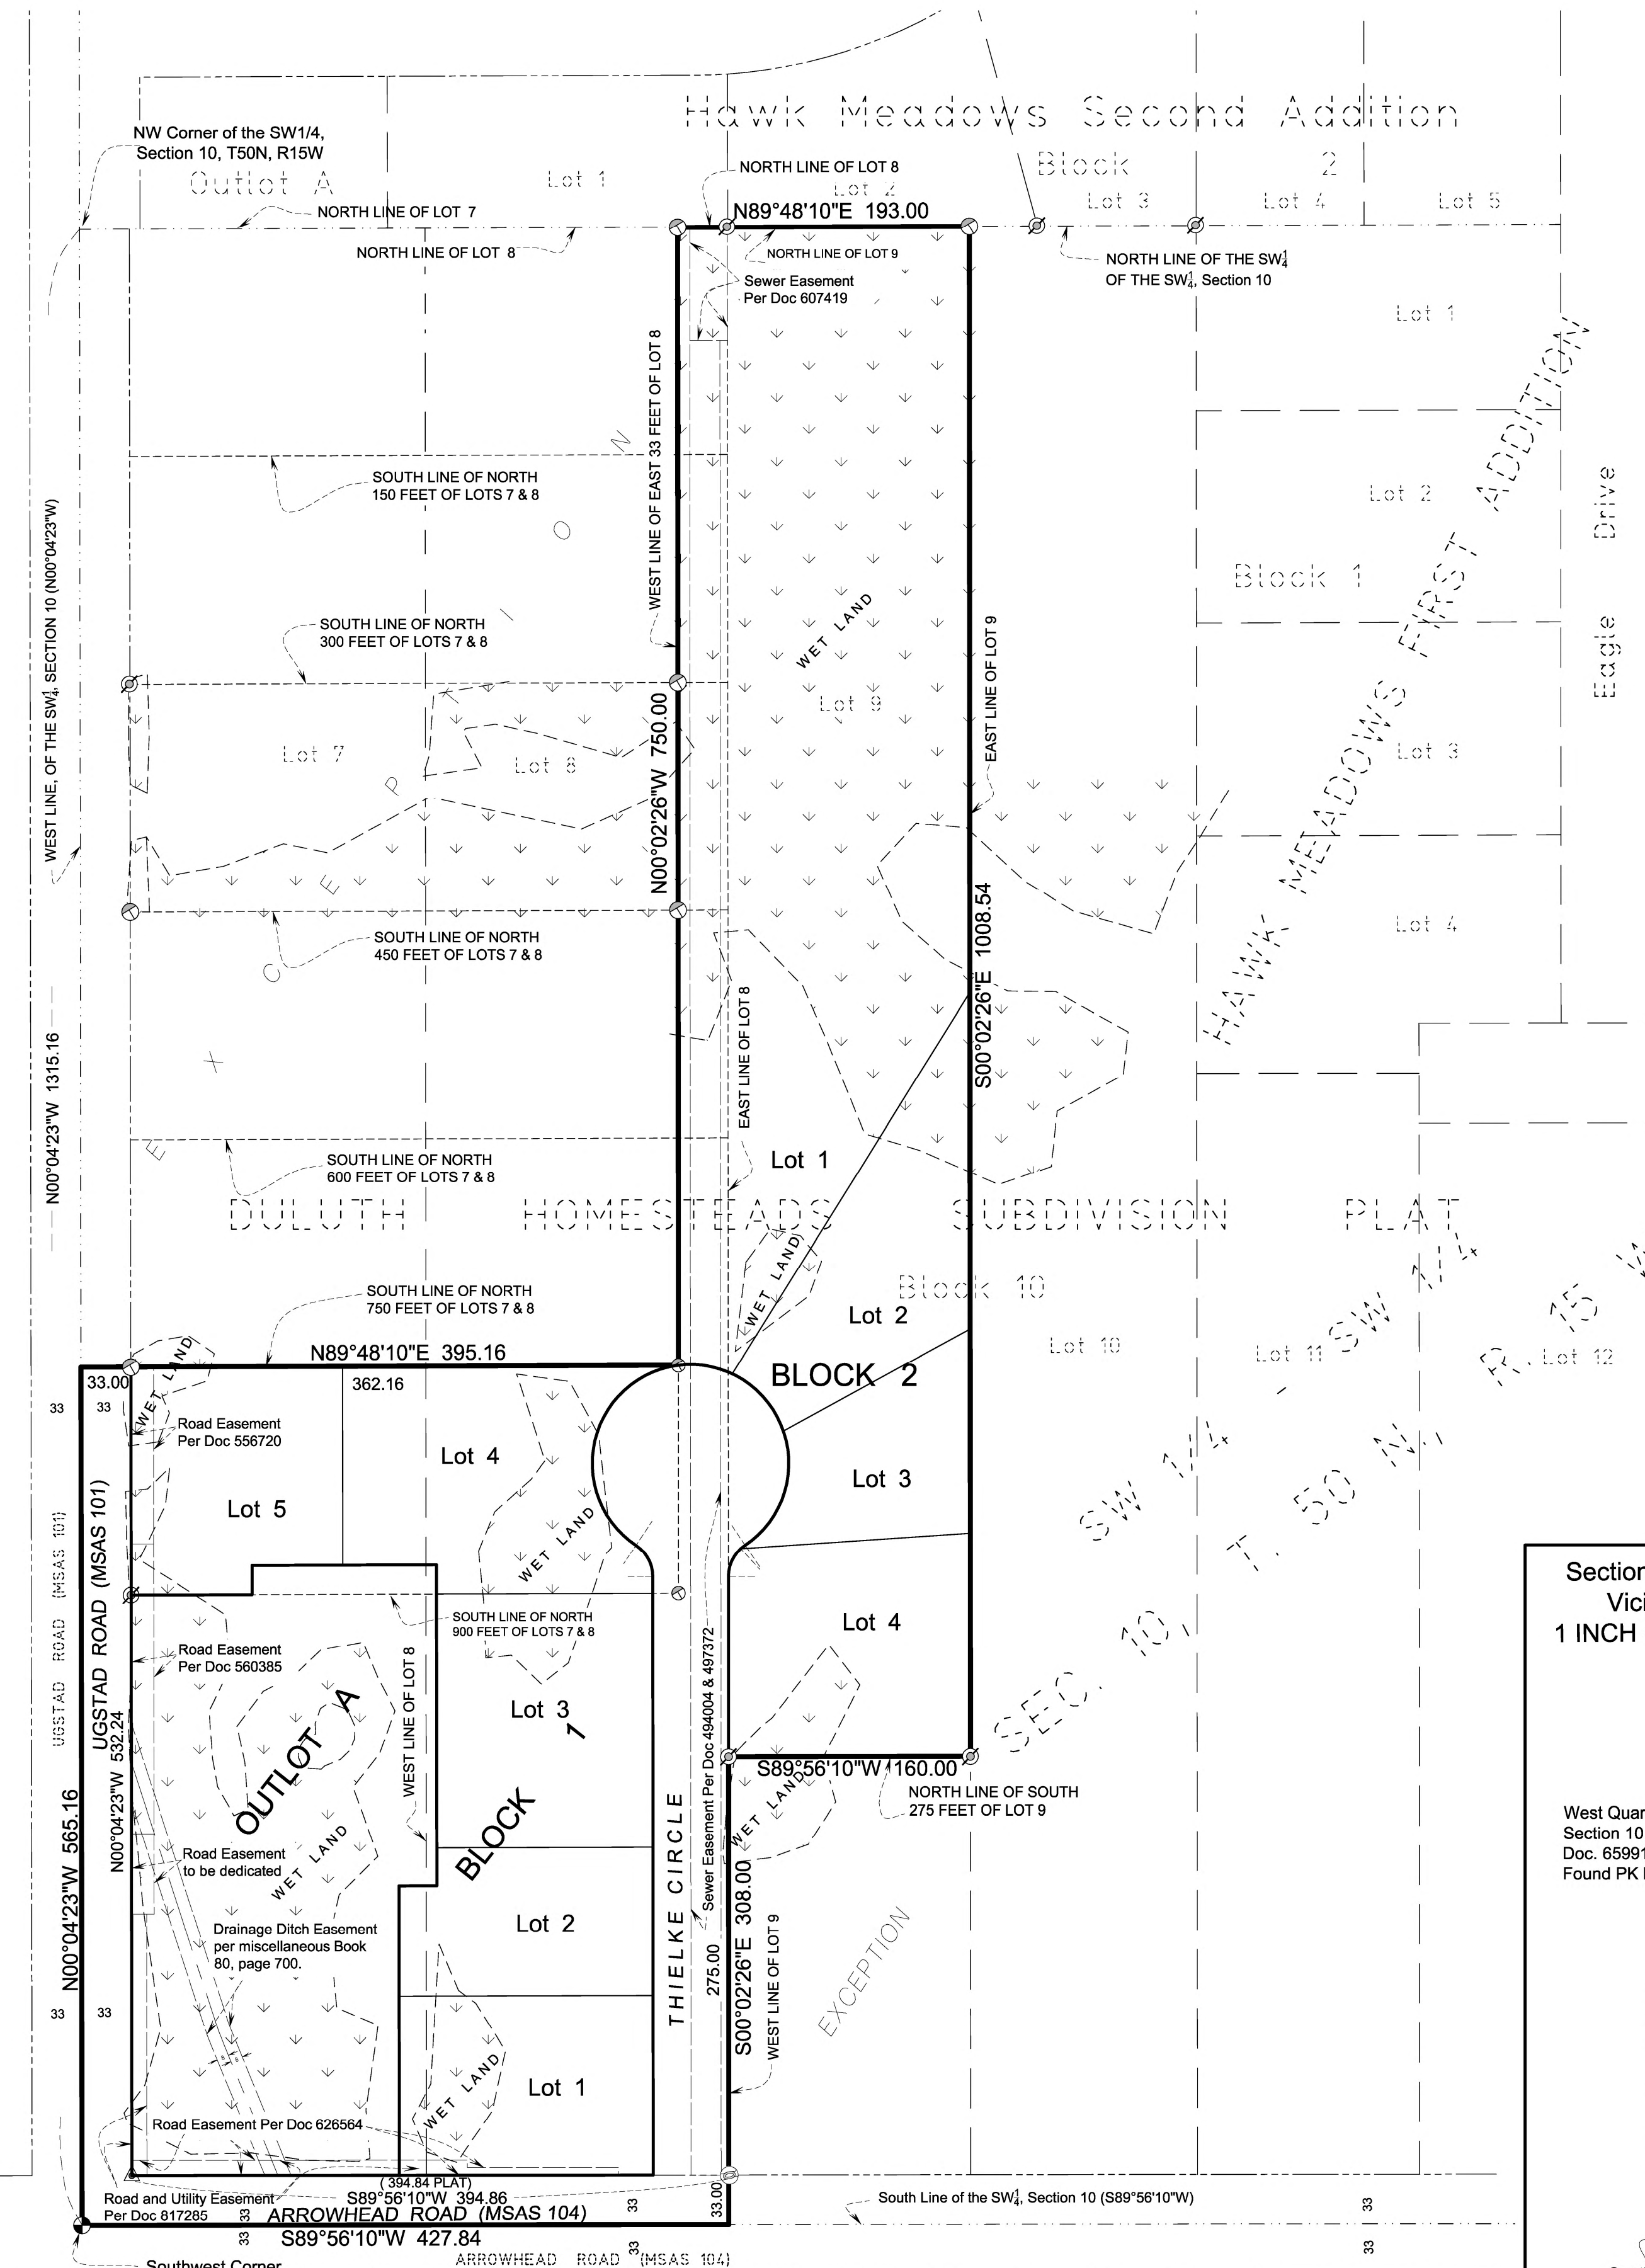 Hawk Meadows Second Addition
NW Corner of the SW1/4,
Section 10, T50N, R15W
Outlot A
Lot 1
NORTH LINE OF LOT 8
Lot 2
Block 2
Lot 3
Lot 4
Lot 5
NORTH LINE OF LOT 7
N89°48'10"E 193.00
NORTH LINE OF LOT 8
NORTH LINE OF LOT 9
NORTH LINE OF THE SW¼
OF THE SW¼, Section 10
Sewer Easement
Per Doc 607419
Lot 1
WEST LINE OF EAST 33 FEET OF LOT 8
SOUTH LINE OF NORTH
150 FEET OF LOTS 7 & 8
Lot 2
HAWK MEADOWS FIRST ADDITION
Eagle Drive
Block 1
WEST LINE, OF THE SW¼, SECTION 10 (N00°04'23"W)
SOUTH LINE OF NORTH
300 FEET OF LOTS 7 & 8
WET LAND
EAST LINE OF LOT 9
EXCEPTION
Lot 7
Lot 8
N00°02'26"W 750.00
Lot 9
Lot 3
SOUTH LINE OF NORTH
450 FEET OF LOTS 7 & 8
S00°02'26"E 1008.54
Lot 4
N00°04'23"W 1315.16
EAST LINE OF LOT 8
SOUTH LINE OF NORTH
600 FEET OF LOTS 7 & 8
Lot 1
DULUTH HOMESTEADS SUBDIVISION PLAT
WET LAND
Block 10
SOUTH LINE OF NORTH
750 FEET OF LOTS 7 & 8
Lot 2
Lot 10
Lot 11
Lot 12
SW 1/4 - SW 1/4
SEC. 10, T. 50 N., R. 15 W
N89°48'10"E 395.16
BLOCK 2
33.00
362.16
33
33
WET LAND
Road Easement
Per Doc 556720
Lot 4
Lot 3
Lot 5
UGSTAD ROAD (MSAS 101)
UGSTAD ROAD (MSAS 101)
WET LAND
Section
Vici
1 INCH
SOUTH LINE OF NORTH
900 FEET OF LOTS 7 & 8
Lot 4
Road Easement
Per Doc 560385
WEST LINE OF LOT 8
Sewer Easement Per Doc 494004 & 497372
N00°04'23"W 532.24
OUTLOT A
Lot 3
BLOCK 1
S89°56'10"W 160.00
NORTH LINE OF SOUTH
275 FEET OF LOT 9
WET LAND
N00°04'23"W 565.16
Road Easement
to be dedicated
WET LAND
West Quar
Section 10
Doc. 65991
Found PK
THIELKE CIRCLE
Lot 2
Drainage Ditch Easement
per miscellaneous Book
80, page 700.
275.00
S00°02'26"E 308.00
WEST LINE OF LOT 9
EXCEPTION
33
33
WET LAND
Lot 1
Road Easement Per Doc 626564
(394.84 PLAT)
S89°56'10"W 394.86
33.00
Road and Utility Easement
Per Doc 817285
33
ARROWHEAD ROAD (MSAS 104)
33
South Line of the SW¼, Section 10 (S89°56'10"W)
33
33
S89°56'10"W 427.84
33
33
Southwest Corner
ARROWHEAD ROAD (MSAS 104)